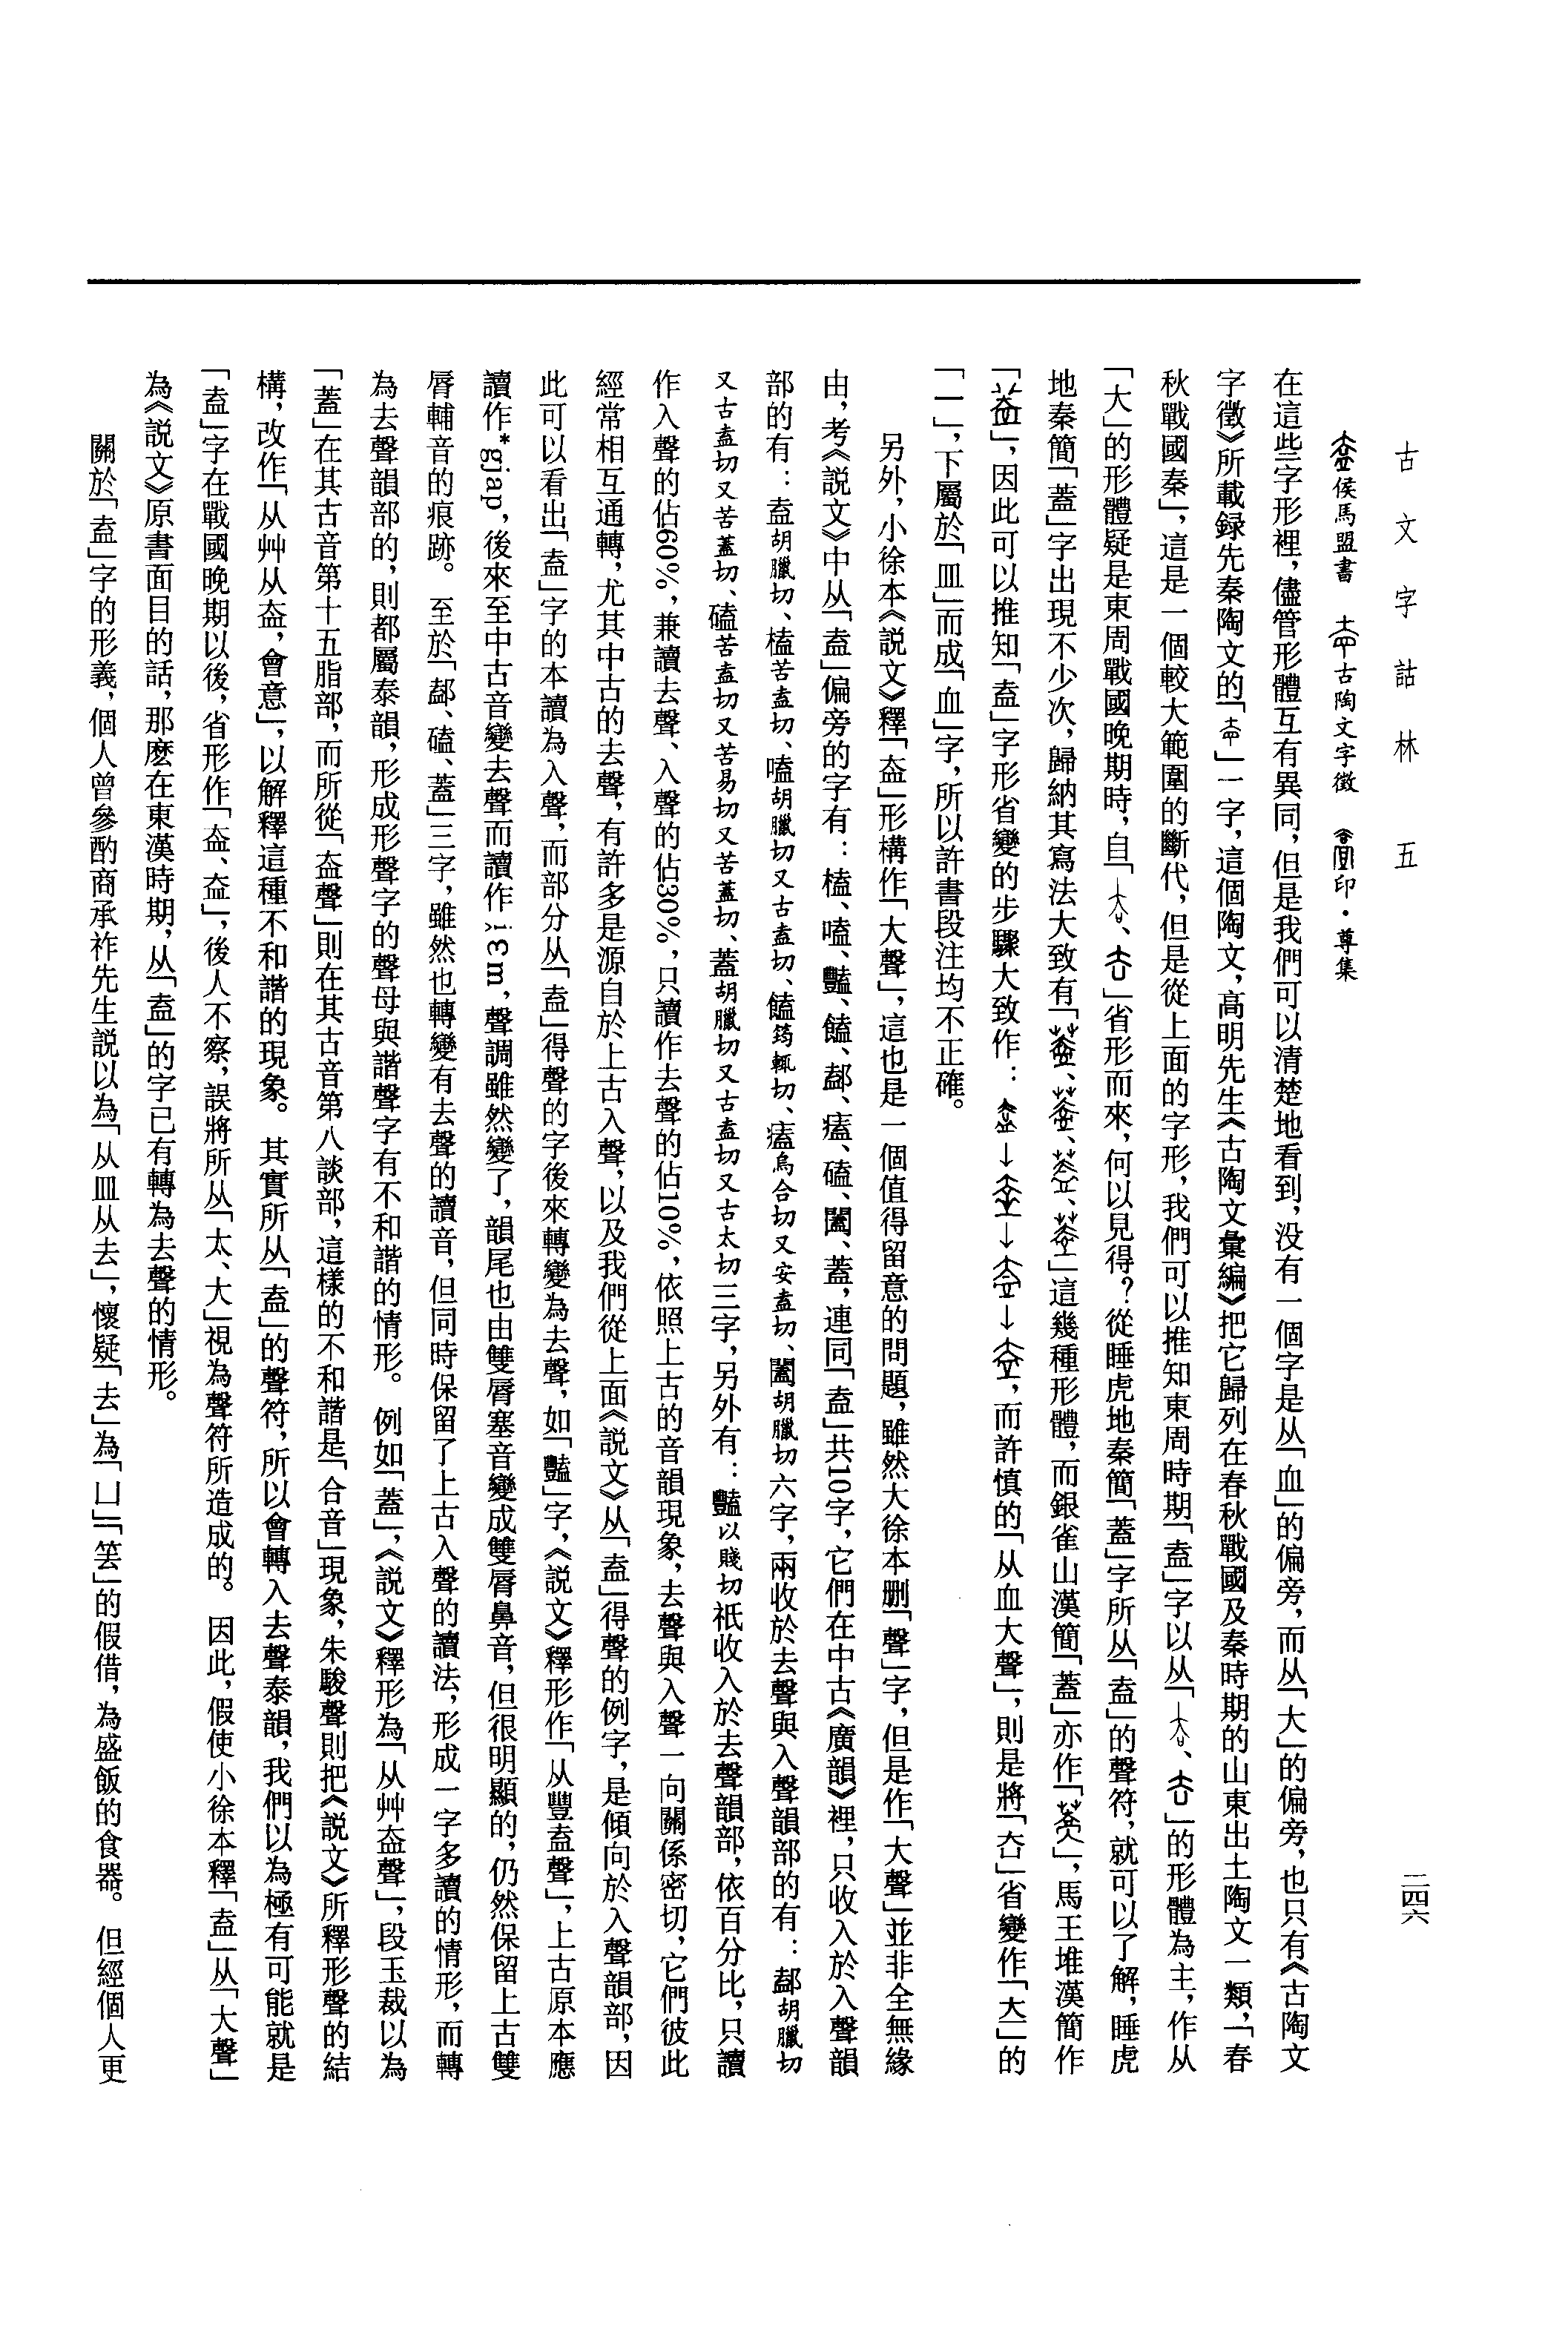 古文字詁林 五
二四六
侯馬盟書 古陶文字徵 印·尊集
在這些字形裡，儘管形體互有異同，但是我們可以清楚地看到，没有一個字是从「血」的偏旁，而从「大」的偏旁，也只有《古陶文
字徵》所載録先秦陶文的「」一字，這個陶文，高明先生《古陶文彙編》把它歸列在春秋戰國及秦時期的山東出土陶文一類，「春
秋戰國秦」，這是一個較大範圍的斷代，但是從上面的字形，我們可以推知東周時期「盍」字以从「、」的形體為主，作从
「大」的形體疑是東周戰國晚期時，自「、」省形而來，何以見得？從睡虎地秦簡「蓋」字所从「盍」的聲符，就可以了解，睡虎
地秦簡「蓋」字出現不少次，歸納其寫法大致有「、、、」這幾種形體，而銀雀山漢簡「蓋」亦作「」，馬王堆漢簡作
「」，因此可以推知「盍」字形省變的步驟大致作：→→→，而許慎的「从血大聲」，則是將「」省變作「」的
「一」，下屬於「皿」而成「血」字，所以許書段注均不正確。
另外，小徐本《説文》釋「盇」形構作「大聲」，這也是一個值得留意的問題，雖然大徐本删「聲」字，但是作「大聲」並非全無緣
由，考《説文》中从「盍」偏旁的字有：榼、嗑、豔、饁、郆、瘟、磕、闔、蓋，連同「盍」共10字，它們在中古《廣韻》裡，只收入於入聲韻
部的有：盍胡臘切、榼苦盍切、嗑胡臘切又古盍切、饁筠輒切、烏合切又安盍切、闔胡臘切六字，兩收於去聲與入聲韻部的有：郆胡臘切
又古盍切又苦蓋切、磕苦盍切又苦曷切又苦蓋切、蓋胡臘切又古盍切又古太切三字，另外有：豔以贍切祇收入於去聲韻部，依百分比，只讀
作入聲的佔60%，兼讀去聲、入聲的佔30%，只讀作去聲的佔10%，依照上古的音韻現象，去聲與入聲一向關係密切，它們彼此
經常相互通轉，尤其中古的去聲，有許多是源自於上古入聲，以及我們從上面《説文》从「盍」得聲的例字，是傾向於入聲韻部，因
此可以看出「盍」字的本讀為入聲，而部分从「盍」得聲的字後來轉變為去聲，如「豔」字，《説文》釋形作「从豐盍聲」，上古原本應
讀作*gjap，後來至中古音變去聲而讀作jɛm，聲調雖然變了，韻尾也由雙脣塞音變成雙脣鼻音，但很明顯的，仍然保留上古雙
脣輔音的痕跡。至於「郆、磕、蓋」三字，雖然也轉變有去聲的讀音，但同時保留了上古入聲的讀法，形成一字多讀的情形，而轉
為去聲韻部的，則都屬泰韻，形成形聲字的聲母與諧聲字有不和諧的情形。例如「蓋」，《説文》釋形為「从艸盇聲」，段玉裁以為
「蓋」在其古音第十五脂部，而所從「盇聲」則在其古音第八談部，這樣的不和諧是「合音」現象，朱駿聲則把《説文》所釋形聲的結
構，改作「从艸从盇，會意」，以解釋這種不和諧的現象。其實所从「盍」的聲符，所以會轉入去聲泰韻，我們以為極有可能就是
「盍」字在戰國晚期以後，省形作「、」，後人不察，誤將所从「太、大」視為聲符所造成的。因此，假使小徐本釋「盍」从「大聲」
為《説文》原書面目的話，那麽在東漢時期，从「盍」的字已有轉為去聲的情形。
關於「盍」字的形義，個人曾參酌商承祚先生説以為「从皿从去」，懷疑「去」為「凵」「䇃」的假借，為盛飯的食器。但經個人更